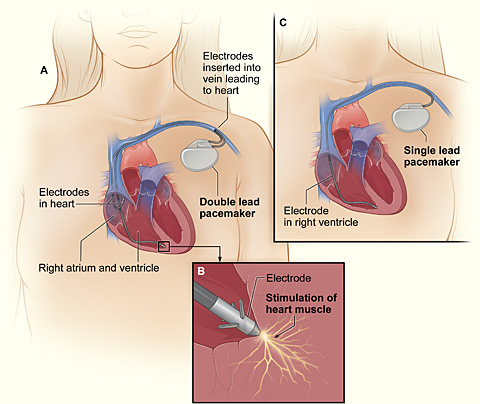 A
Electrodes
inserted into
vein leading
to heart
Double lead
pacemaker
Electrodes
in heart
Right atrium and ventricle
B
Electrode
Stimulation of
heart muscle
C
Single lead
pacemaker
Electrode
in right ventricle